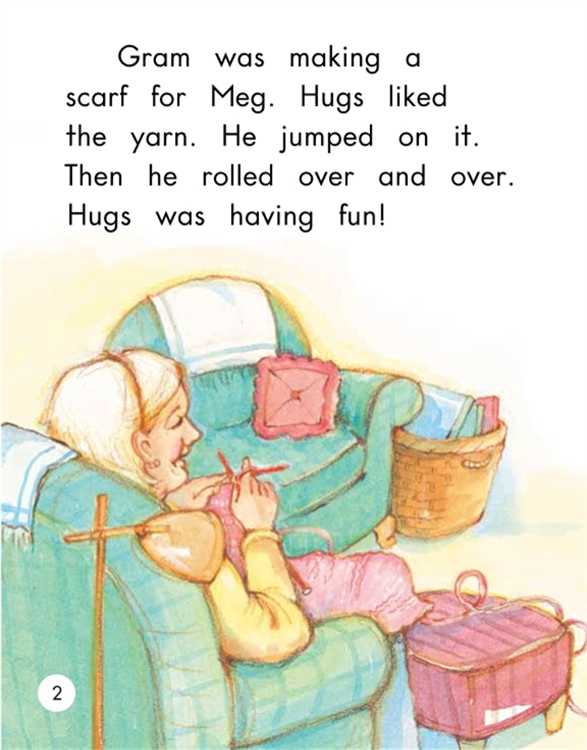 Gram was making a
scarf for Meg. Hugs liked
the yarn. He jumped on it.
Then he rolled over and over.
Hugs was having fun!
2